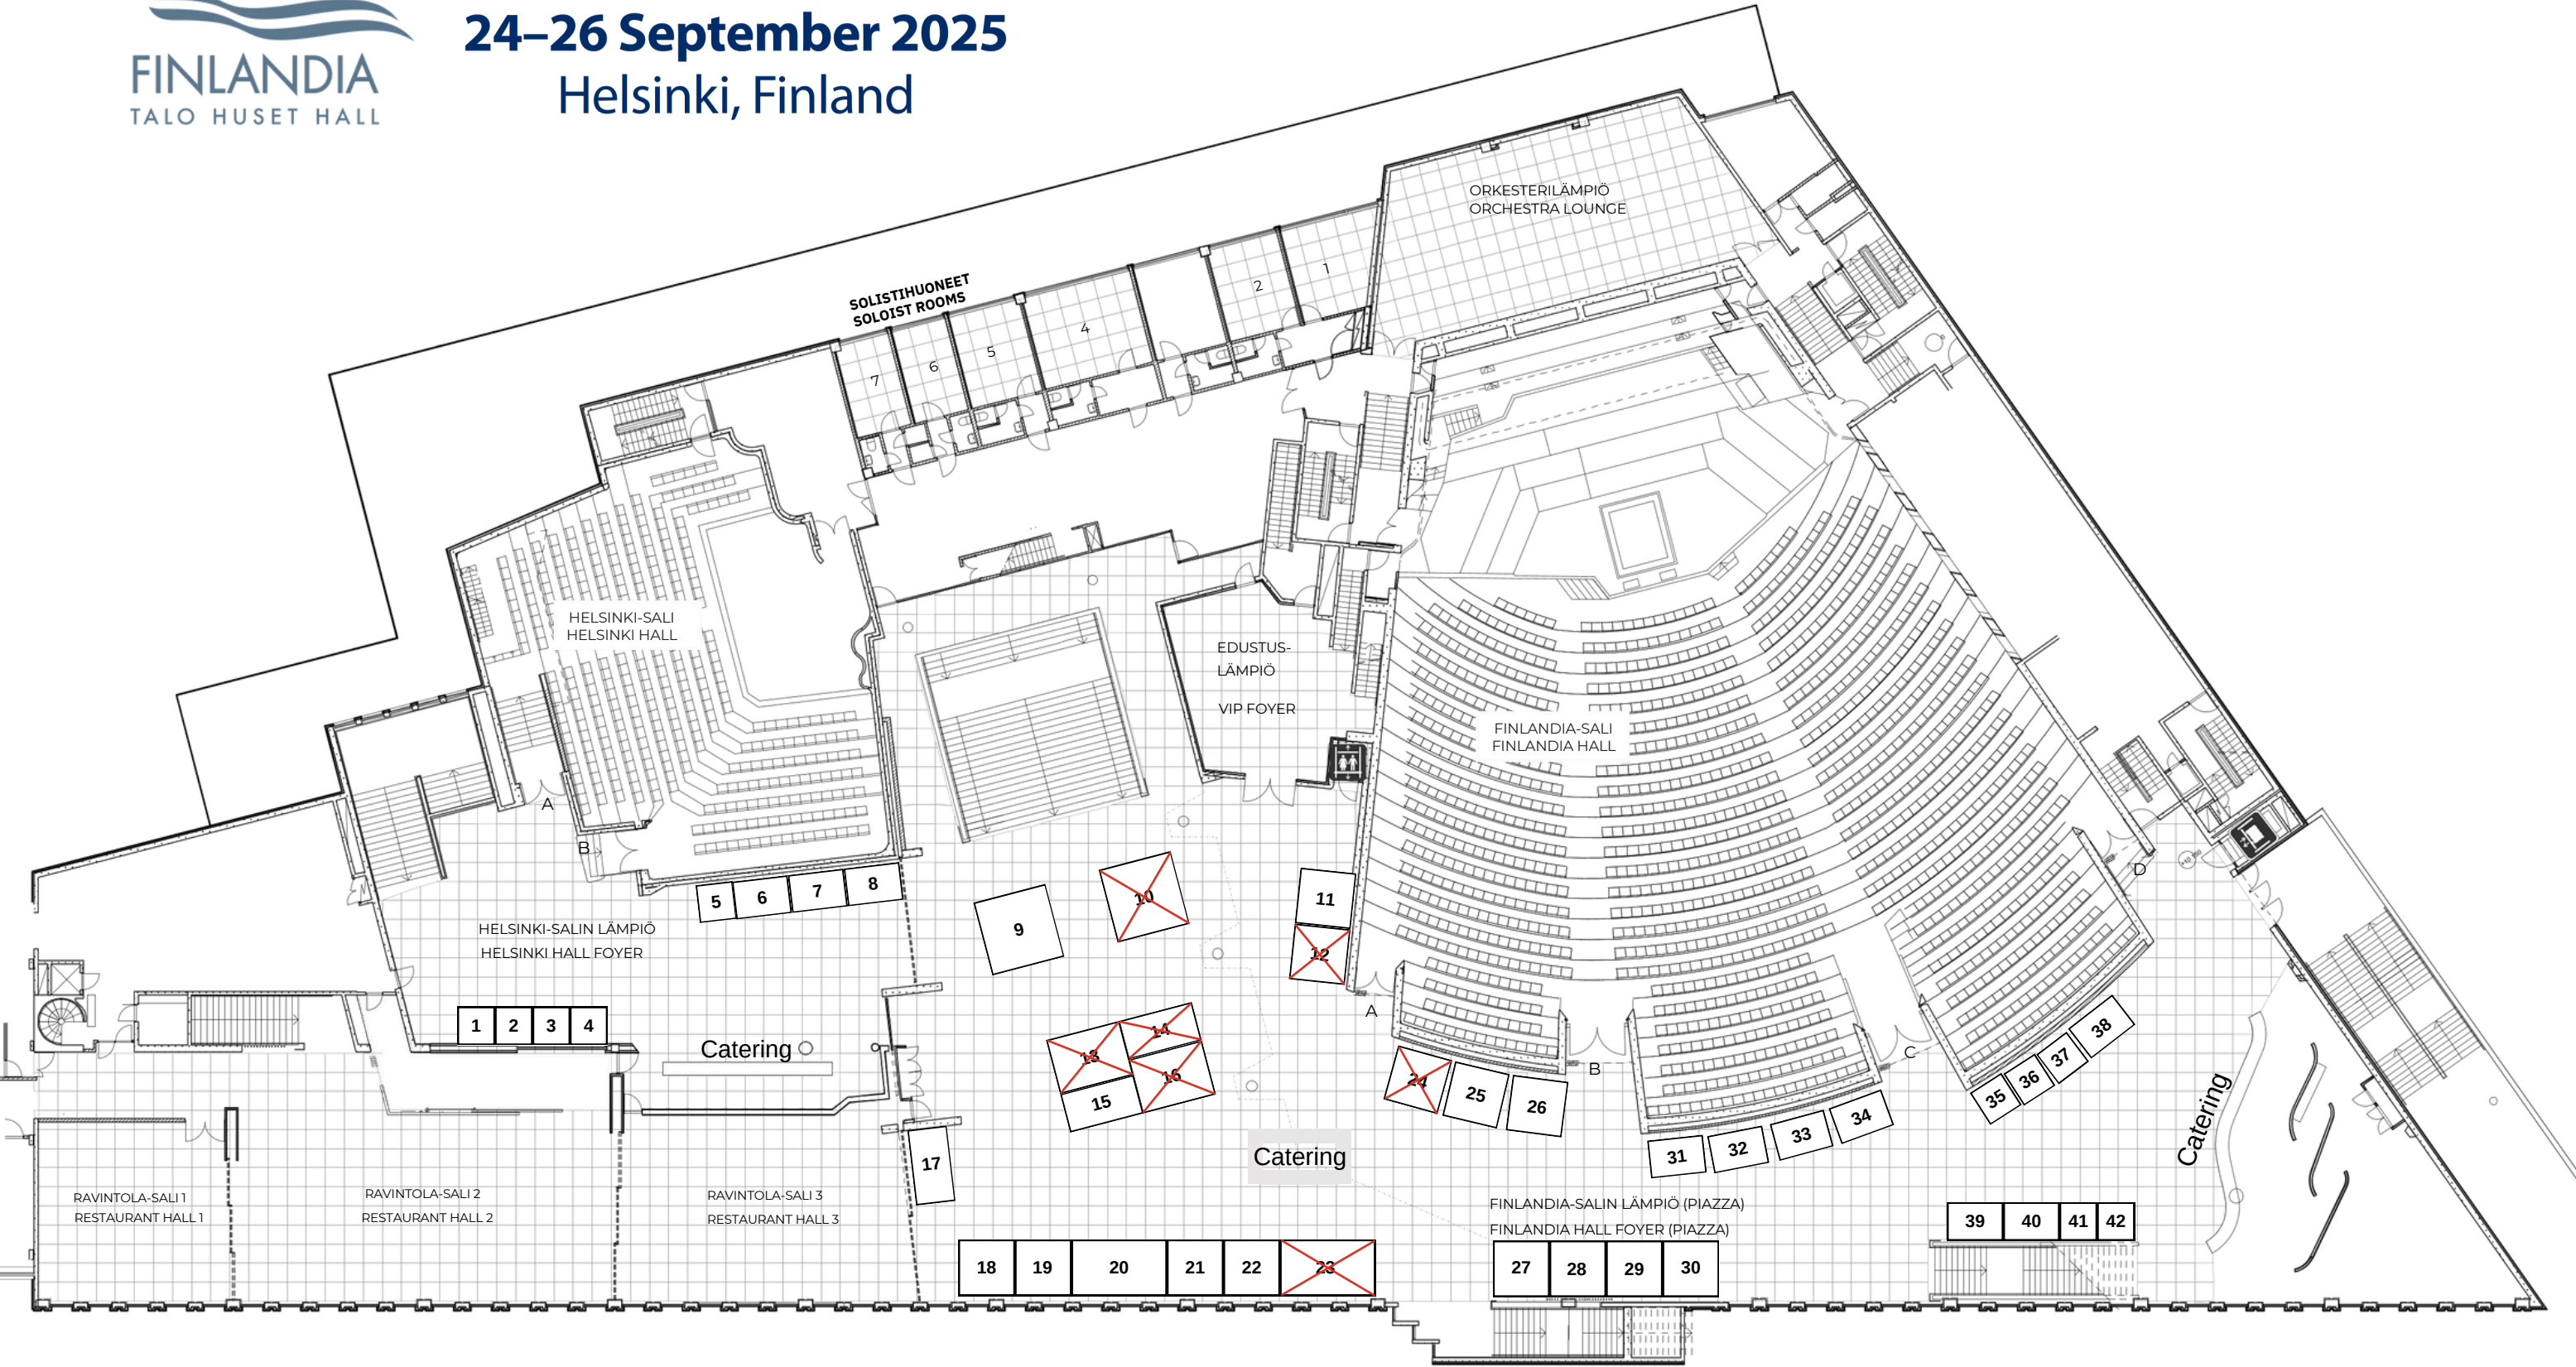 FINLANDIA
TALO HUSET HALL
24–26 September 2025
Helsinki, Finland
ORKESTERILÄMPIÖ
ORCHESTRA LOUNGE
SOLISTIHUONEET
SOLOIST ROOMS
7
6
5
4
2
1
HELSINKI-SALI
HELSINKI HALL
EDUSTUS-
LÄMPIÖ
VIP FOYER
FINLANDIA-SALI
FINLANDIA HALL
A
B
D
5
6
7
8
9
10
11
12
HELSINKI-SALIN LÄMPIÖ
HELSINKI HALL FOYER
1
2
3
4
Catering
A
B
C
13
14
15
16
17
24
25
26
31
32
33
34
35
36
37
38
Catering
Catering
RAVINTOLA-SALI 1
RESTAURANT HALL 1
RAVINTOLA-SALI 2
RESTAURANT HALL 2
RAVINTOLA-SALI 3
RESTAURANT HALL 3
FINLANDIA-SALIN LÄMPIÖ (PIAZZA)
FINLANDIA HALL FOYER (PIAZZA)
18
19
20
21
22
23
27
28
29
30
39
40
41
42